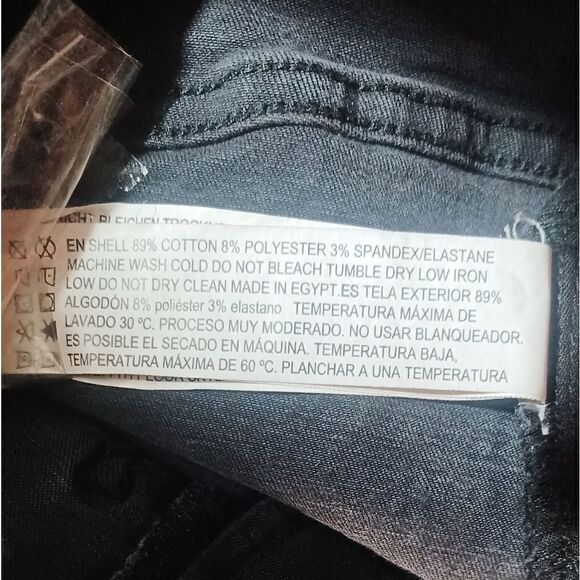 NICHT BLEICHEN
EN SHELL 89% COTTON 8% POLYESTER 3% SPANDEX/ELASTANE
MACHINE WASH COLD DO NOT BLEACH TUMBLE DRY LOW IRON
LOW DO NOT DRY CLEAN MADE IN EGYPT.ES TELA EXTERIOR 89%
ALGODÓN 8% poliéster 3% elastano TEMPERATURA MÁXIMA DE
LAVADO 30 ºC. PROCESO MUY MODERADO. NO USAR BLANQUEADOR.
ES POSIBLE EL SECADO EN MÁQUINA. TEMPERATURA BAJA,
TEMPERATURA MÁXIMA DE 60 ºC. PLANCHAR A UNA TEMPERATURA